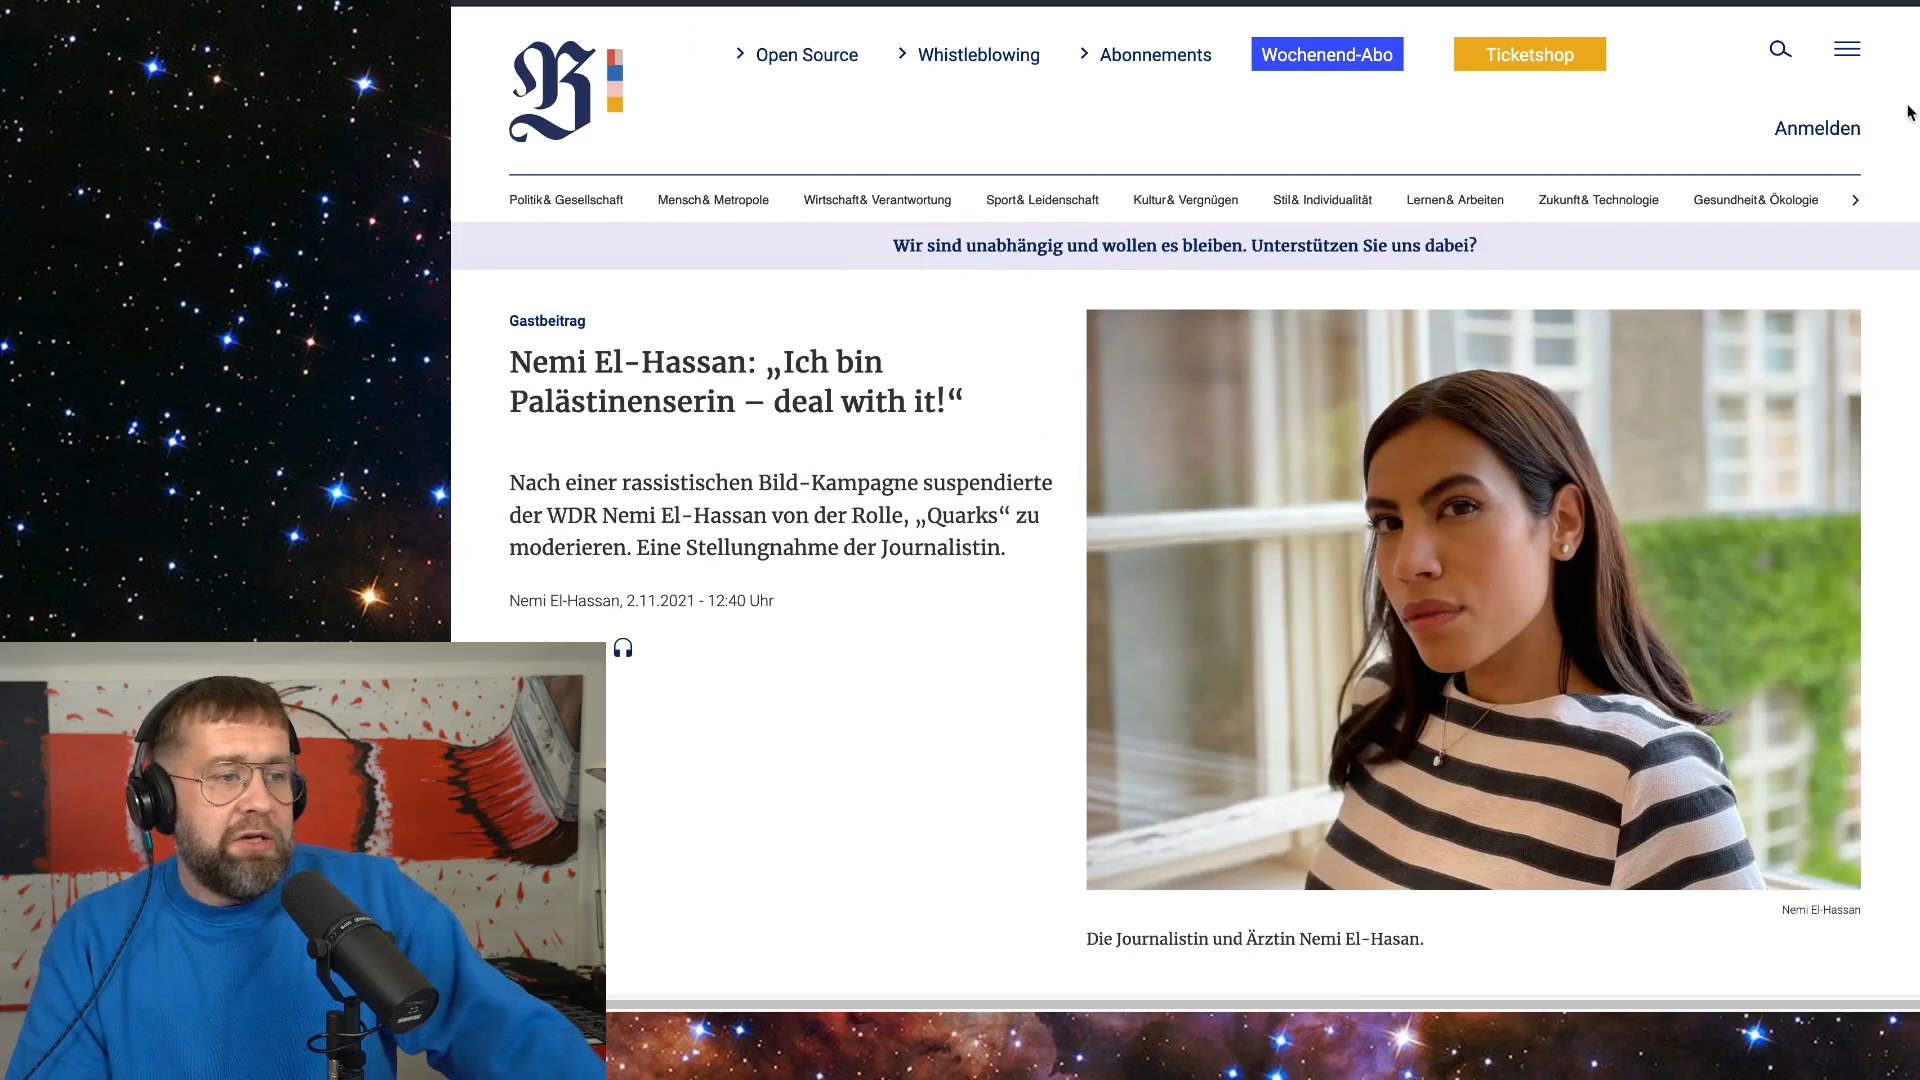 Open Source
Whistleblowing
Abonnements
Wochenend-Abo
Ticketshop
B
Anmelden
Politik& Gesellschaft
Mensch& Metropole
Wirtschaft& Verantwortung
Sport& Leidenschaft
Kultur& Vergnügen
Stil& Individualität
Lernen& Arbeiten
Zukunft& Technologie
Gesundheit& Ökologie
Wir sind unabhängig und wollen es bleiben. Unterstützen Sie uns dabei?
Gastbeitrag
Nemi El-Hassan: „Ich bin
Palästinenserin – deal with it!“
Nach einer rassistischen Bild-Kampagne suspendierte
der WDR Nemi El-Hassan von der Rolle, „Quarks“ zu
moderieren. Eine Stellungnahme der Journalistin.
Nemi El-Hassan, 2.11.2021 - 12:40 Uhr
Nemi El-Hassan
Die Journalistin und Ärztin Nemi El-Hasan.
SHURE